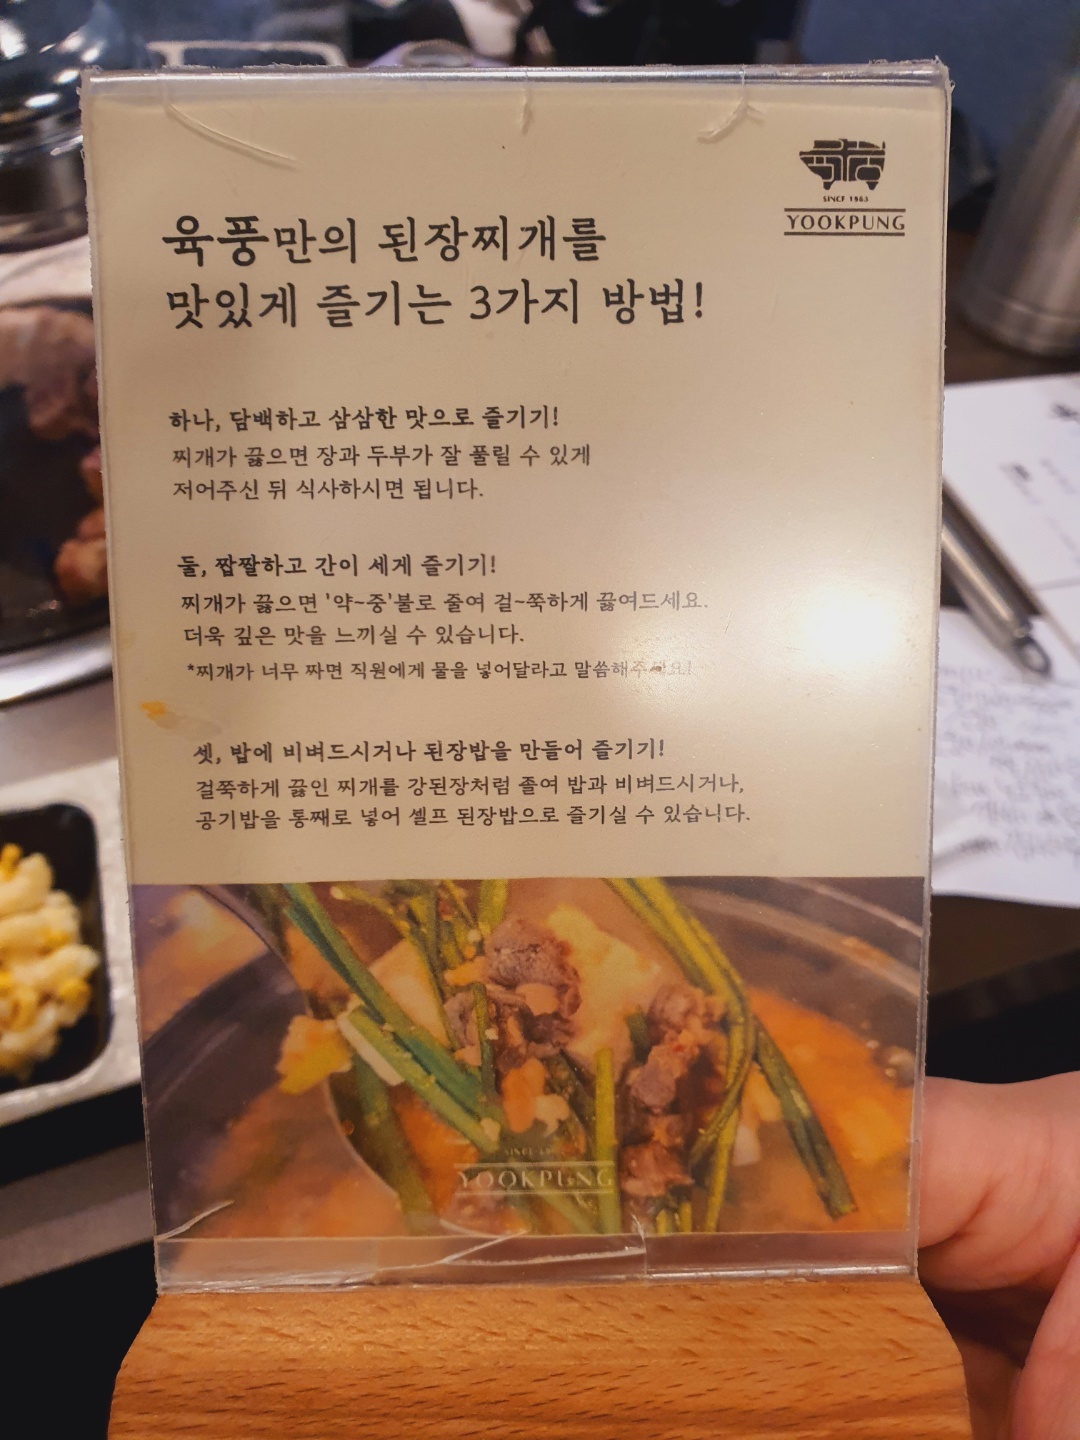 SINCE 1963
YOOKPUNG
육풍만의 된장찌개를
맛있게 즐기는 3가지 방법!
하나, 담백하고 삼삼한 맛으로 즐기기!
찌개가 끓으면 장과 두부가 잘 풀릴 수 있게
저어주신 뒤 식사하시면 됩니다.
둘, 짭짤하고 간이 세게 즐기기!
찌개가 끓으면 '약~중'불로 줄여 걸~쭉하게 끓여드세요.
더욱 깊은 맛을 느끼실 수 있습니다.
*찌개가 너무 짜면 직원에게 물을 넣어달라고 말씀해주세요!
셋, 밥에 비벼드시거나 된장밥을 만들어 즐기기!
걸쭉하게 끓인 찌개를 강된장처럼 졸여 밥과 비벼드시거나,
공기밥을 통째로 넣어 셀프 된장밥으로 즐기실 수 있습니다.
YOOKPUNG